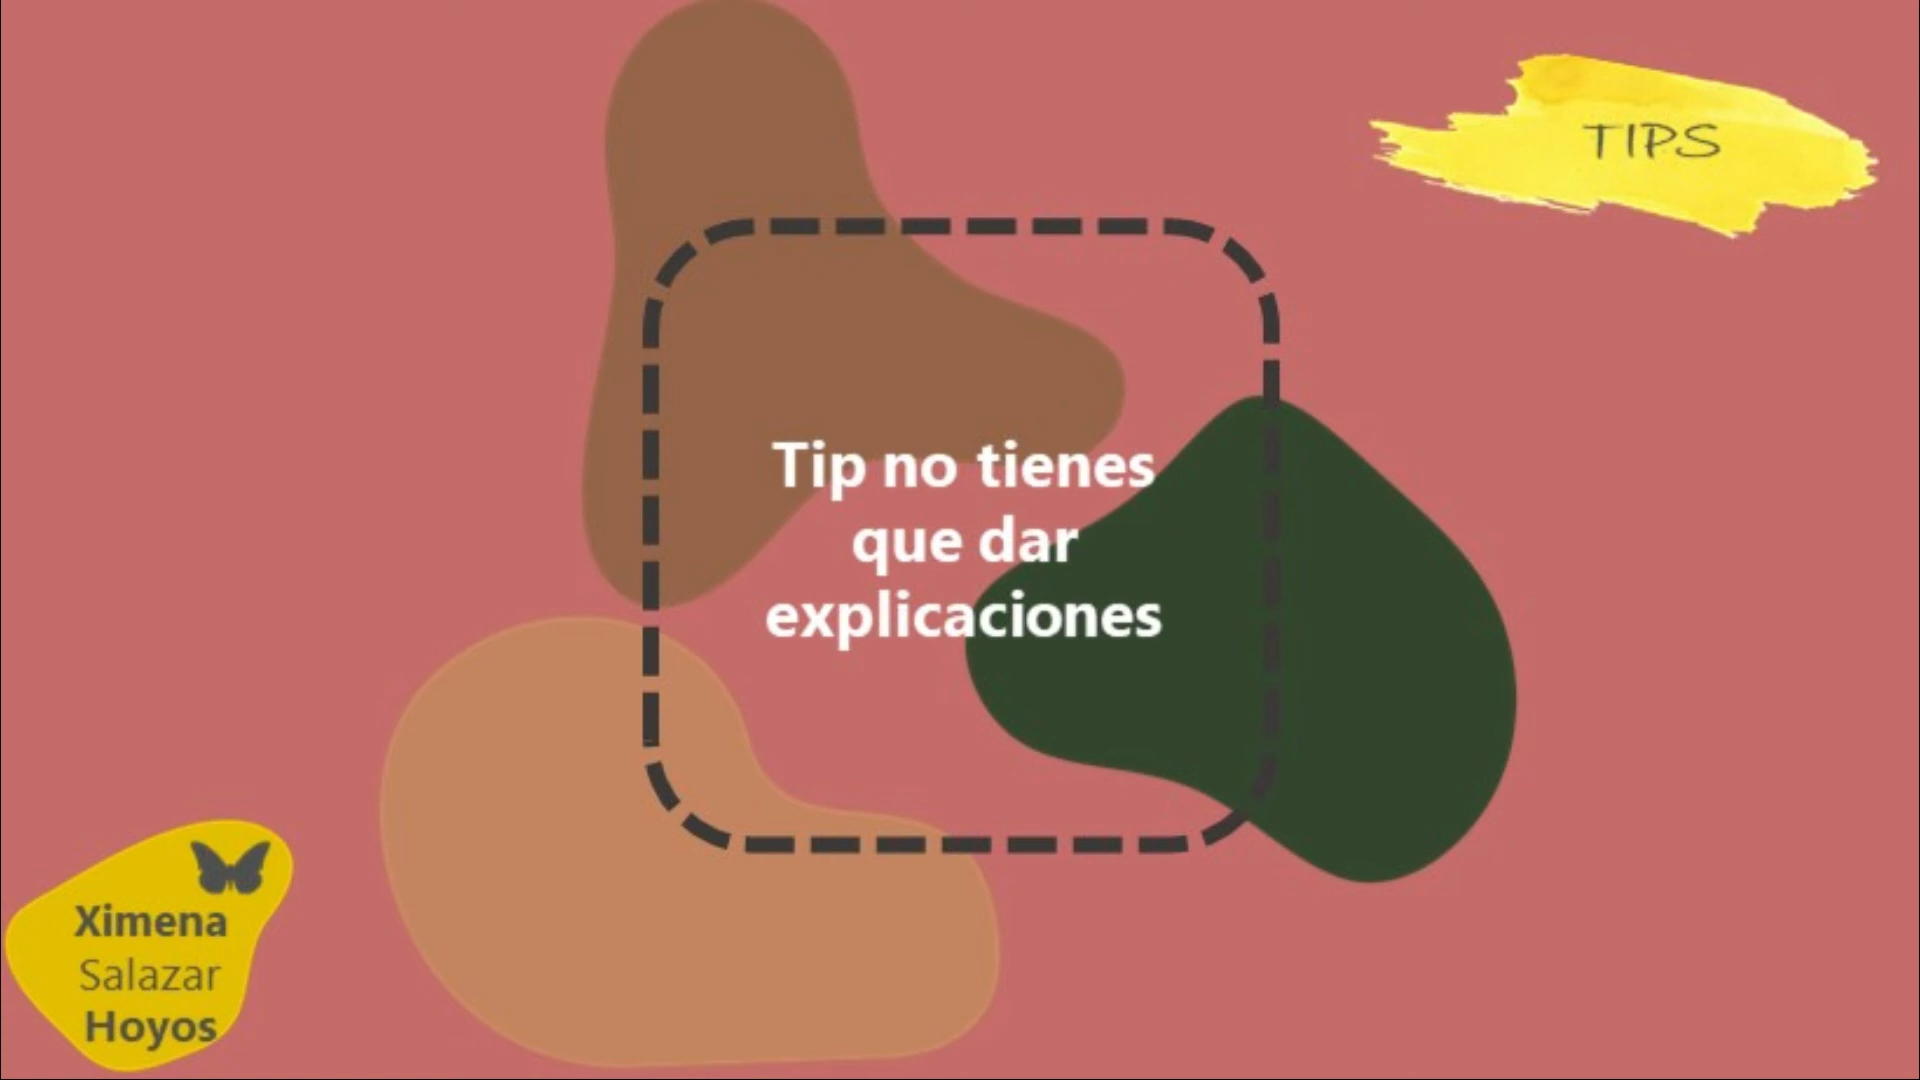 TIPS
Tip no tienes
que dar
explicaciones
Ximena
Salazar
Hoyos